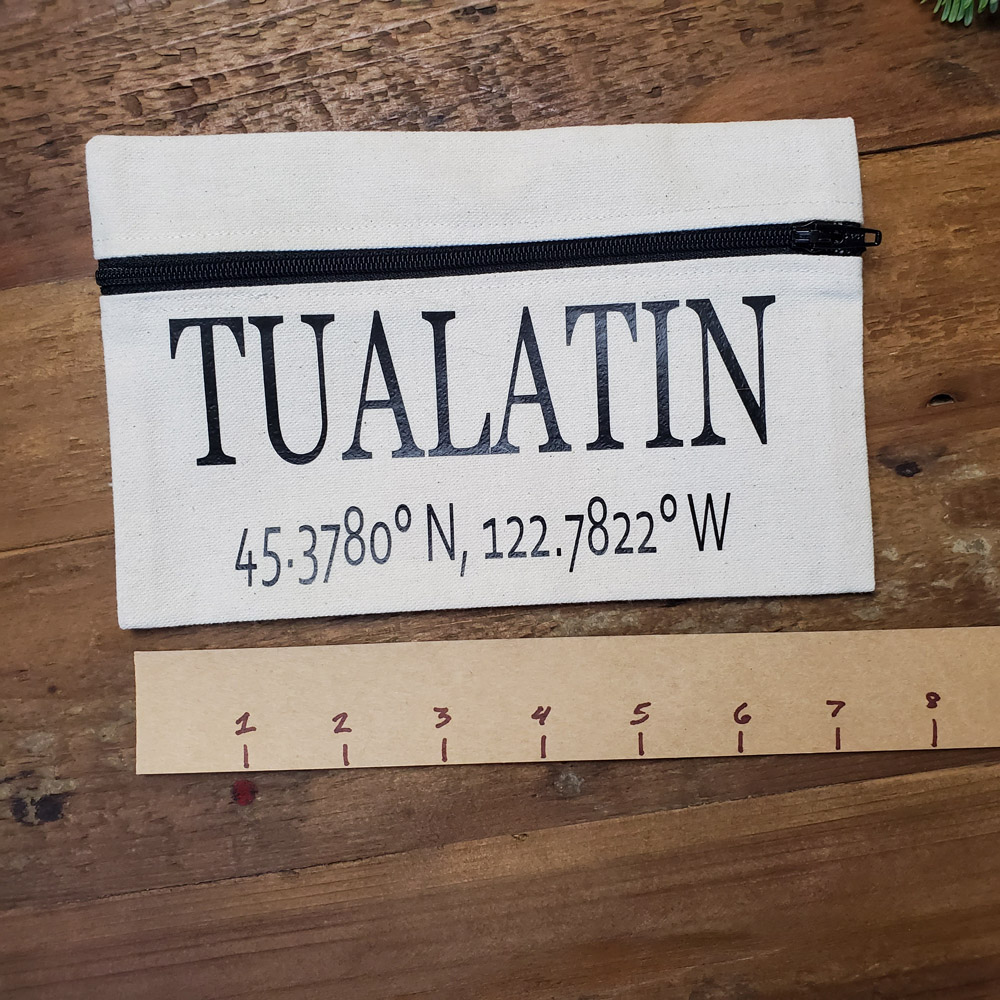 TUALATIN
45.3780° N, 122.7822° W
1 2 3 4 5 6 7 8